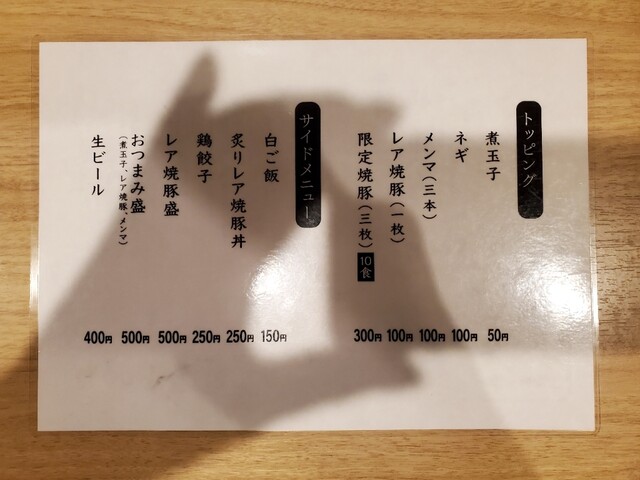 トッピング
煮玉子 50円
ネギ 100円
メンマ(三本) 100円
レア焼豚(一枚) 100円
限定焼豚(三枚) 10食 300円
サイドメニュー
白ご飯 150円
炙りレア焼豚丼 250円
鶏餃子 250円
レア焼豚盛 500円
おつまみ盛 500円
(煮玉子、レア焼豚、メンマ)
生ビール 400円